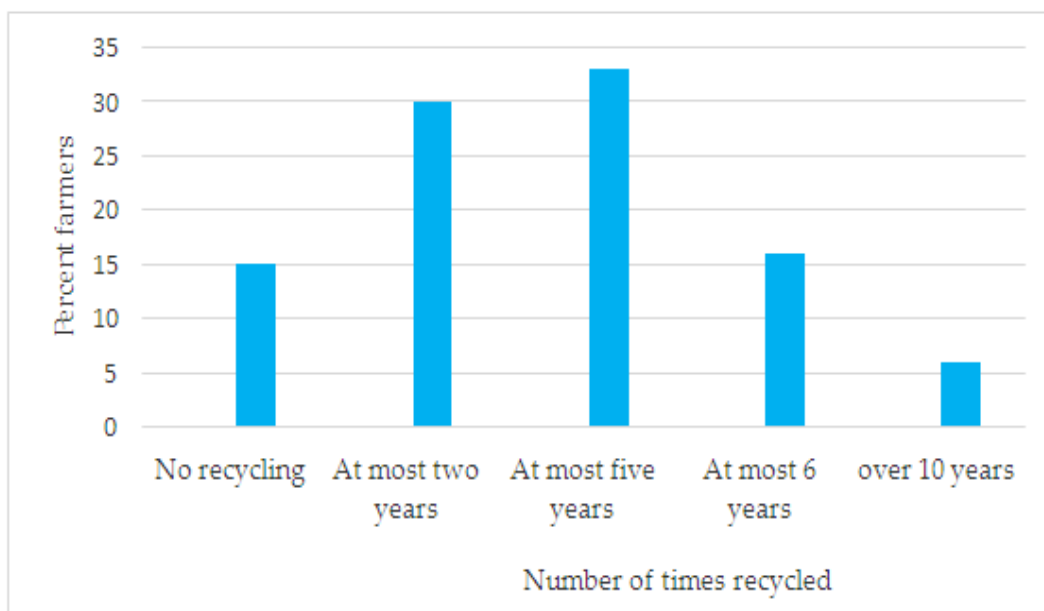 35
30
25
20
15
10
5
0
Percent farmers
No recycling
At most two
years
At most five
years
At most 6
years
over 10 years
Number of times recycled